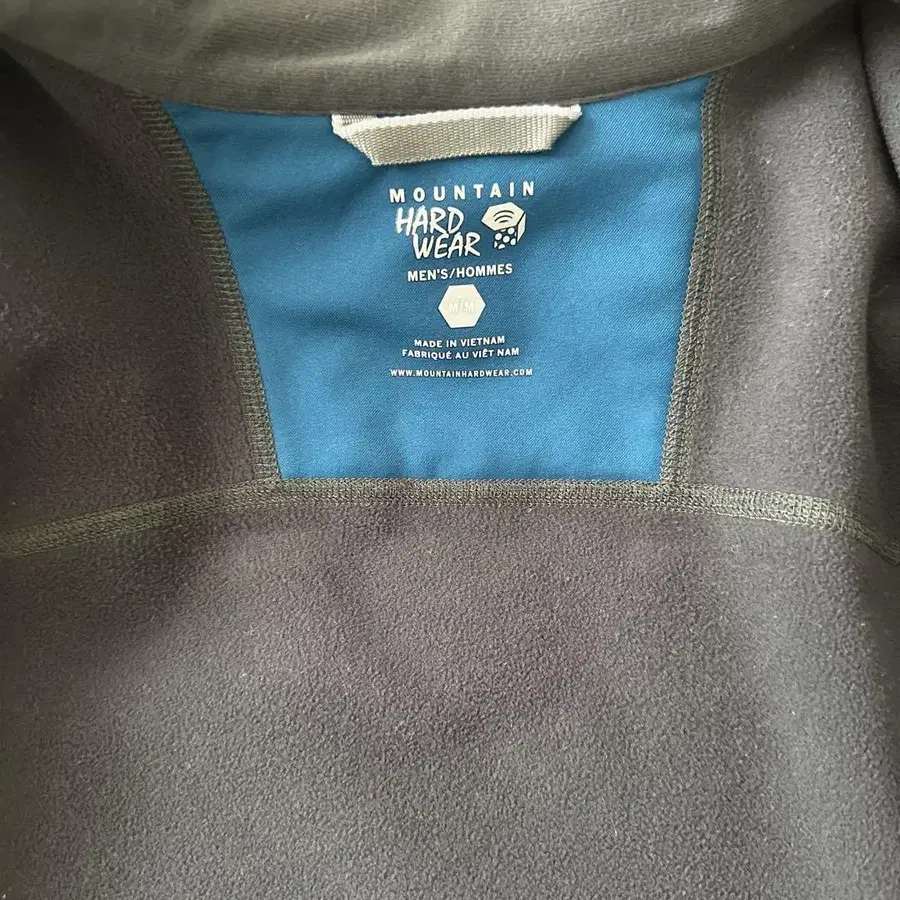 MOUNTAIN
HARD
WEAR
MEN'S/HOMMES
M/M
MADE IN VIETNAM
FABRIQUÉ AU VIÊT NAM
WWW.MOUNTAINHARDWEAR.COM